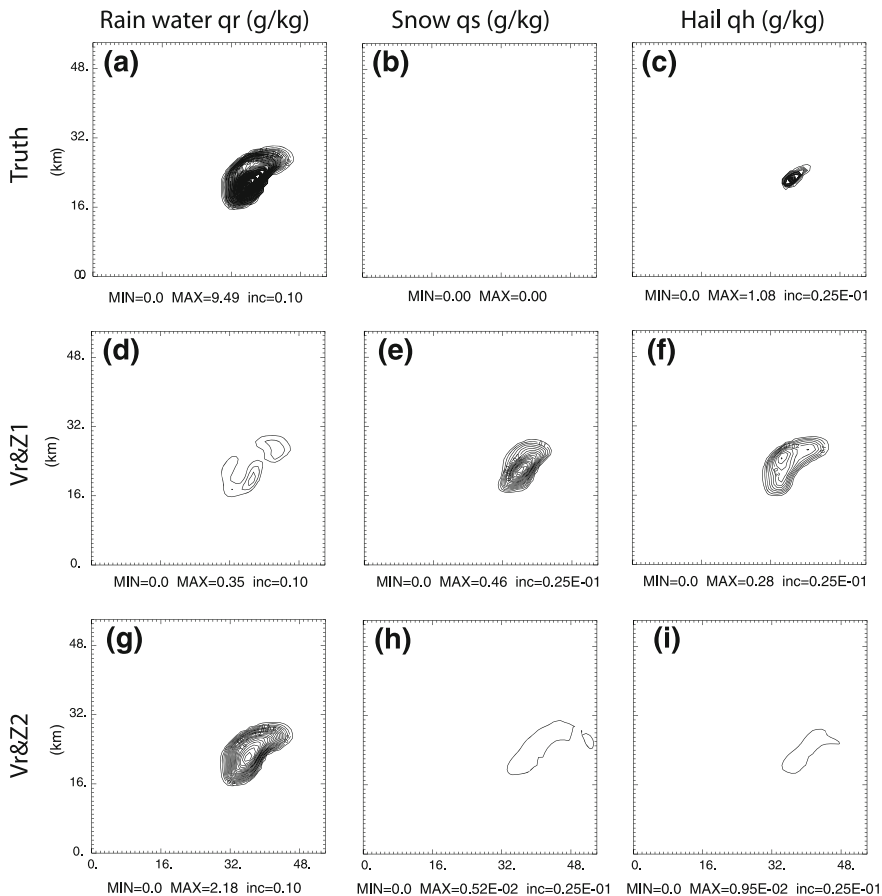 Rain water qr (g/kg) Snow qs (g/kg) Hail qh (g/kg)
Truth
(a) (b) (c)
48.
32.
(km)
16.
00
MIN=0.0 MAX=9.49 inc=0.10 MIN=0.00 MAX=0.00 MIN=0.0 MAX=1.08 inc=0.25E-01
Vr&Z1
(d) (e) (f)
48.
32.
(km)
16.
0.
MIN=0.0 MAX=0.35 inc=0.10 MIN=0.0 MAX=0.46 inc=0.25E-01 MIN=0.0 MAX=0.28 inc=0.25E-01
Vr&Z2
(g) (h) (i)
48.
32.
(km)
16.
0. 16. 32. 48. 0. 16. 32. 48. 0. 16. 32. 48.
MIN=0.0 MAX=2.18 inc=0.10 MIN=0.0 MAX=0.52E-02 inc=0.25E-01 MIN=0.0 MAX=0.95E-02 inc=0.25E-01